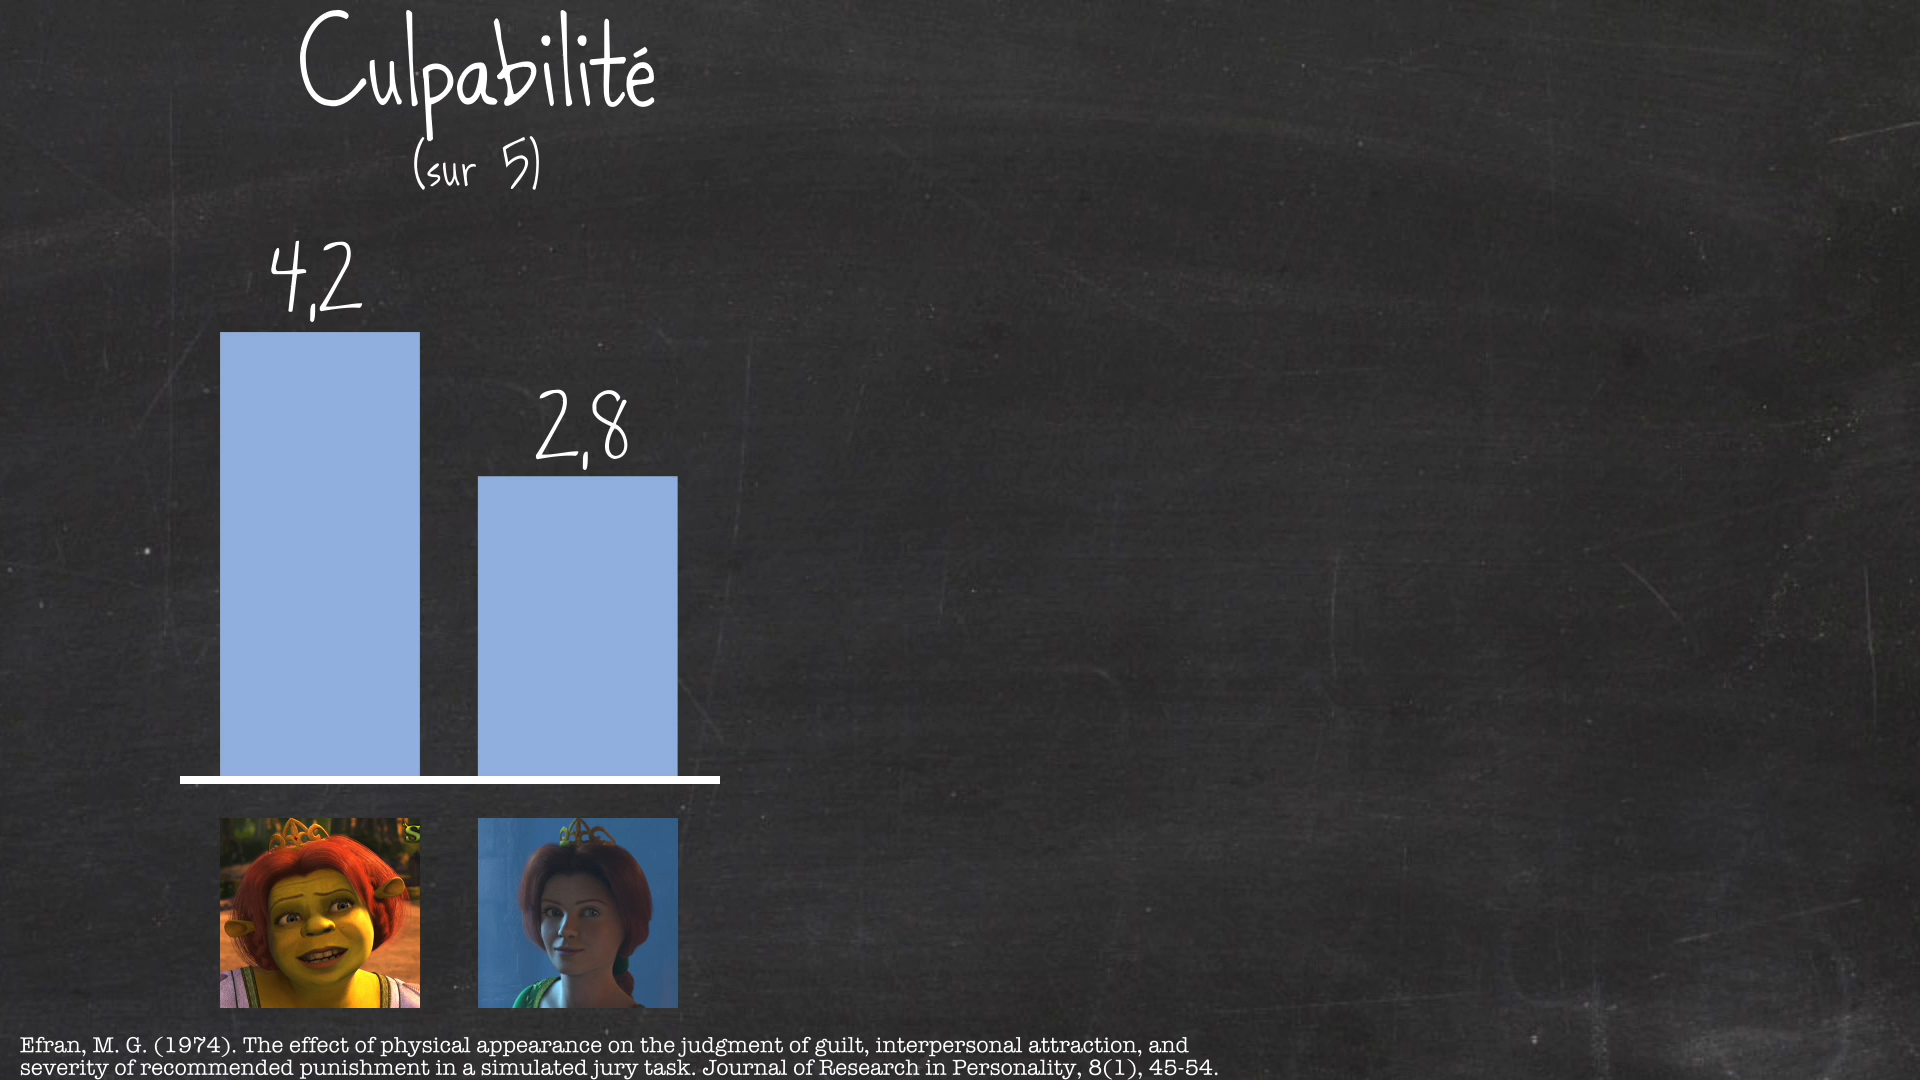 Culpabilité
(sur 5)
4,2
2,8
S
Efran, M. G. (1974). The effect of physical appearance on the judgment of guilt, interpersonal attraction, and
severity of recommended punishment in a simulated jury task. Journal of Research in Personality, 8(1), 45-54.